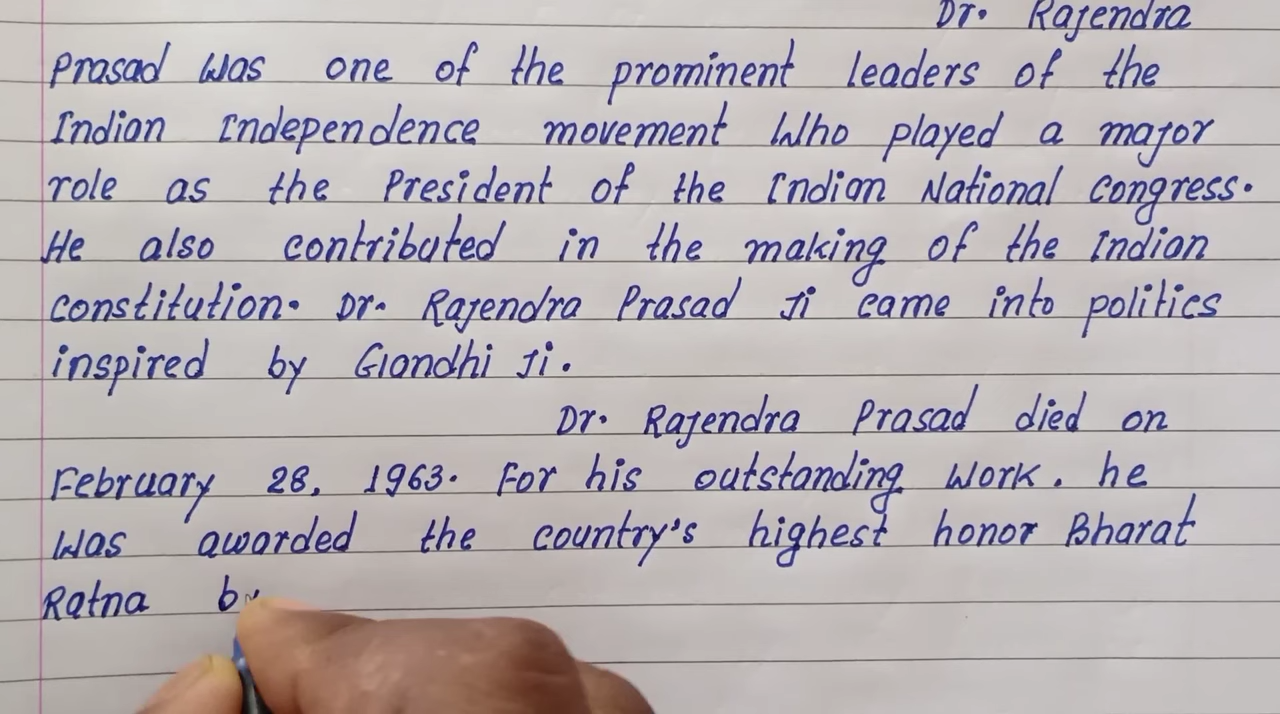 Dr. Rajendra
Prasad was one of the prominent leaders of the
Indian Independence movement who played a major
role as the President of the Indian National Congress.
He also contributed in the making of the Indian
constitution. Dr. Rajendra Prasad Ji came into politics
inspired by Gandhi Ji.
Dr. Rajendra Prasad died on
February 28, 1963. For his outstanding work. he
was awarded the country's highest honor Bharat
Ratna